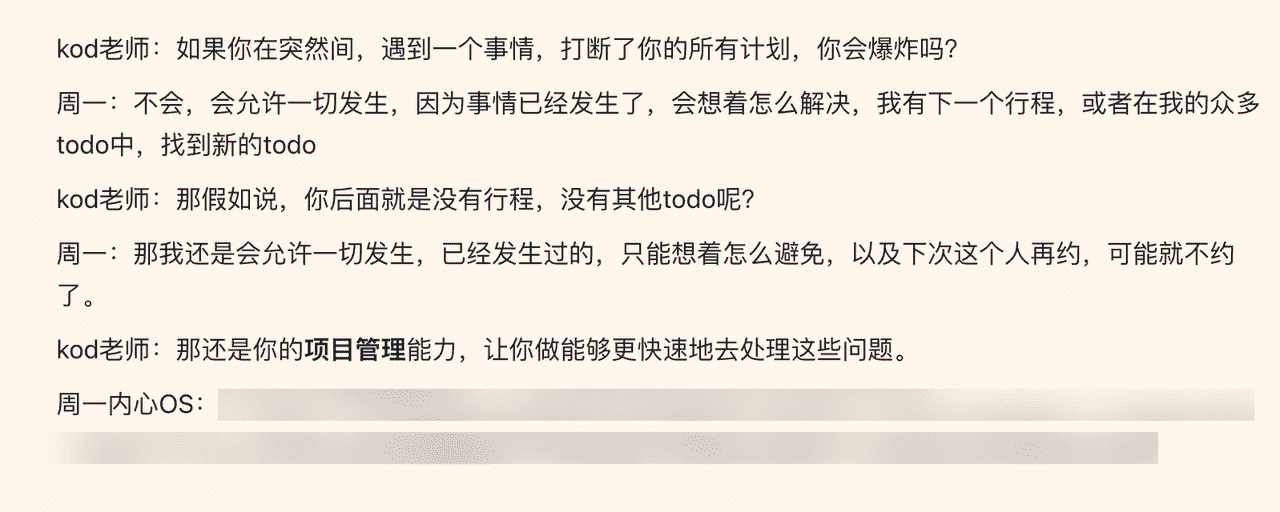 kod老师：如果你在突然间，遇到一个事情，打断了你的所有计划，你会爆炸吗？
周一：不会，会允许一切发生，因为事情已经发生了，会想着怎么解决，我有下一个行程，或者在我的众多
todo中，找到新的todo
kod老师：那假如说，你后面就是没有行程，没有其他todo呢？
周一：那我还是会允许一切发生，已经发生过的，只能想着怎么避免，以及下次这个人再约，可能就不约
了。
kod老师：那还是你的项目管理能力，让你做能够更快速地去处理这些问题。
周一内心OS：